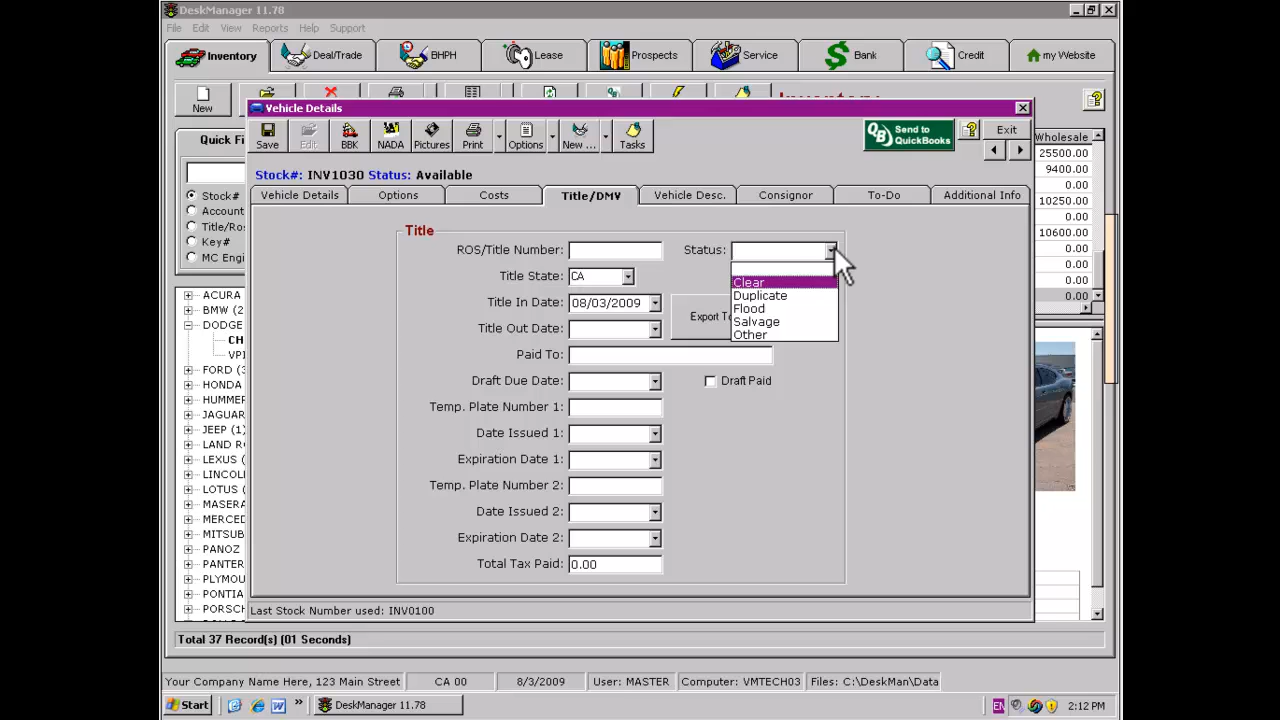 DeskManager 11.78
File Edit View Reports Help Support
Inventory Deal/Trade BHPH Lease Prospects Service Bank Credit my Website
New
Vehicle Details
Save Edit BBK NADA Pictures Print Options New ... Tasks
QB Send to QuickBooks
Exit
Stock#: INV1030 Status: Available
Vehicle Details Options Costs Title/DMV Vehicle Desc. Consignor To-Do Additional Info
Title
ROS/Title Number: Status:
Clear
Duplicate
Flood
Salvage
Other
Title State: CA
Title In Date: 08/03/2009
Export
Title Out Date:
Paid To:
Draft Due Date: Draft Paid
Temp. Plate Number 1:
Date Issued 1:
Expiration Date 1:
Temp. Plate Number 2:
Date Issued 2:
Expiration Date 2:
Total Tax Paid: 0.00
Last Stock Number used: INV0100
Quick Fi
Stock#
Account
Title/Ros
Key#
MC Engi
ACURA
BMW (2
DODGE
CH
VPI
FORD (3
HONDA
HUMMER
JAGUAR
JEEP (1)
LAND R
LEXUS (
LINCOL
LOTUS (
MASERA
MERCED
MITSUB
PANOZ
PANTER
PLYMOU
PONTIA
PORSCH
Wholesale
25500.00
9400.00
0.00
10250.00
0.00
10600.00
0.00
0.00
0.00
Total 37 Record(s) (01 Seconds)
Your Company Name Here, 123 Main Street CA 00 8/3/2009 User: MASTER Computer: VMTECH03 Files: C:\DeskMan\Data
Start » DeskManager 11.78 EN 2:12 PM